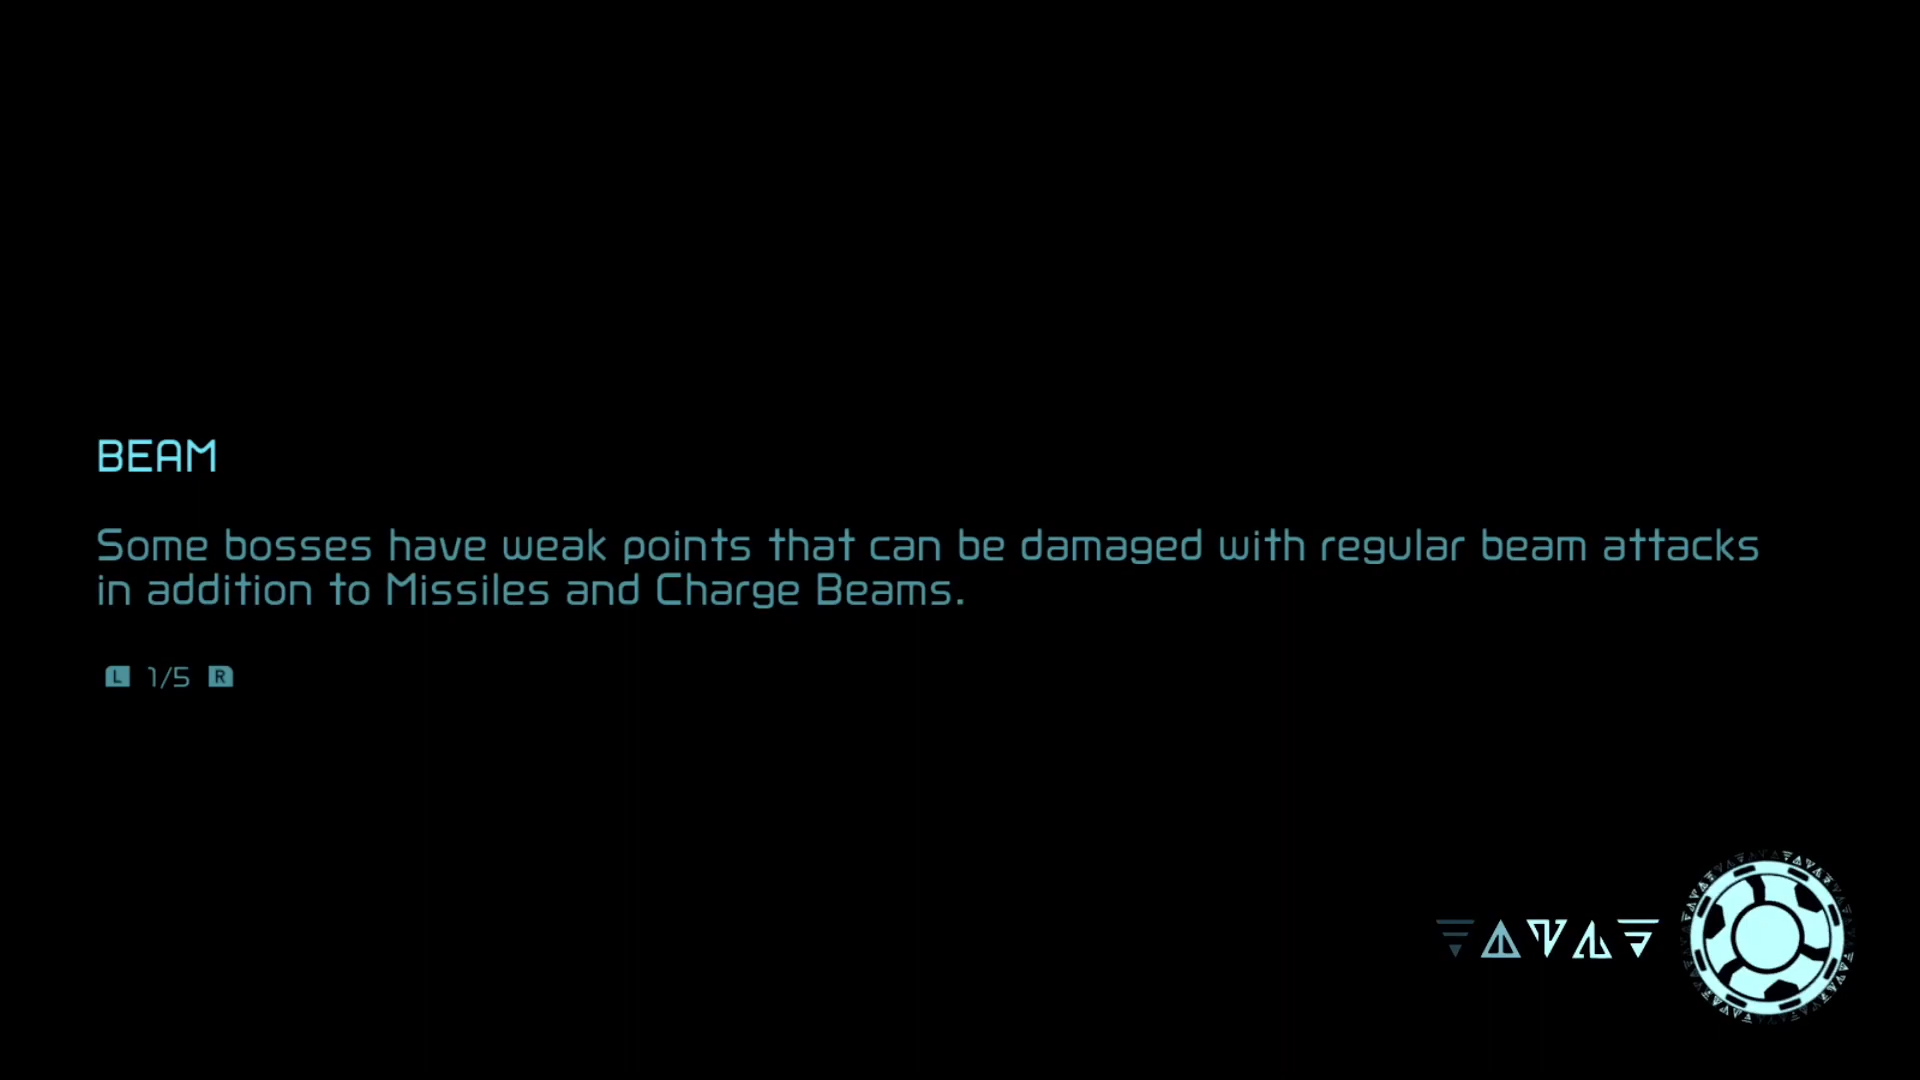 BEAM
Some bosses have weak points that can be damaged with regular beam attacks
in addition to Missiles and Charge Beams.
L 1/5 R